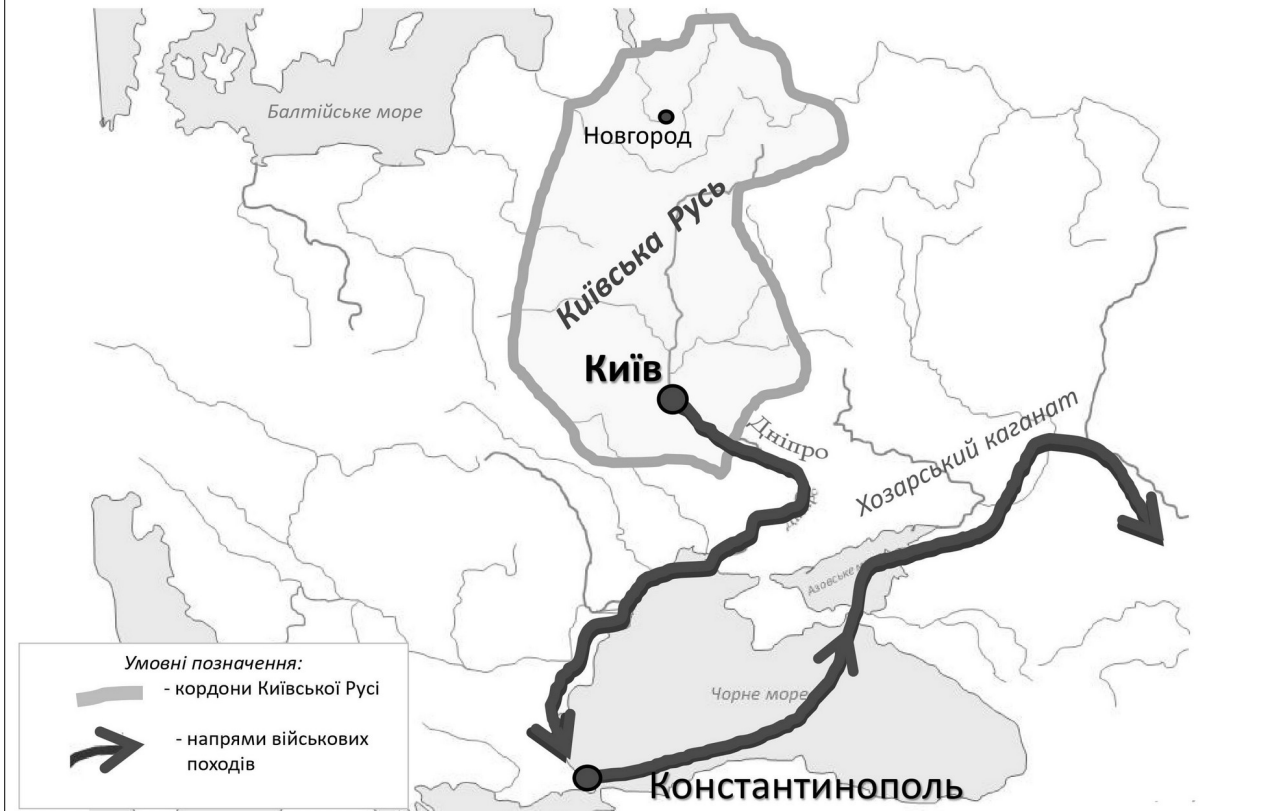 Балтійське море
Новгород
Київська Русь
Київ
Дніпро
Хозарський каганат
Азовське
Чорне море
Константинополь
Умовні позначення:
- кордони Київської Русі
- напрями військових
походів